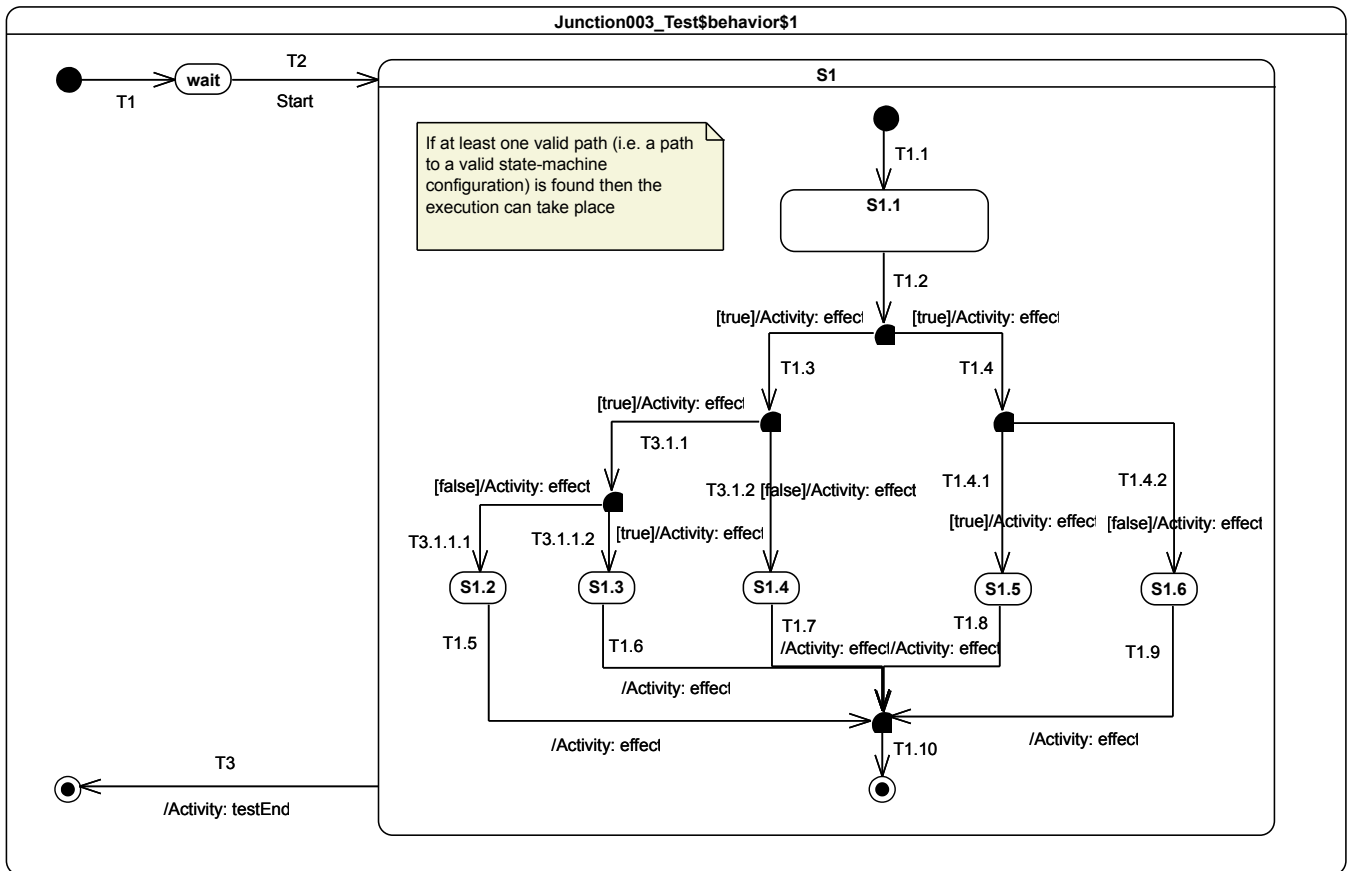 Junction003_Test$behavior$1
T2
S1
wait
T1
Start
If at least one valid path (i.e. a path
to a valid state-machine
configuration) is found then the
execution can take place
T1.1
S1.1
T1.2
[true]/Activity: effect
[true]/Activity: effect
T1.3
T1.4
[true]/Activity: effect
T3.1.1
[false]/Activity: effect
T3.1.2
[false]/Activity: effect
T1.4.1
T1.4.2
T3.1.1.1
T3.1.1.2
[true]/Activity: effect
[true]/Activity: effect
[false]/Activity: effect
S1.2
S1.3
S1.4
S1.5
S1.6
T1.5
T1.6
T1.7
T1.8
T1.9
/Activity: effect
/Activity: effect
/Activity: effect
/Activity: effect
/Activity: effect
T1.10
T3
/Activity: testEnd